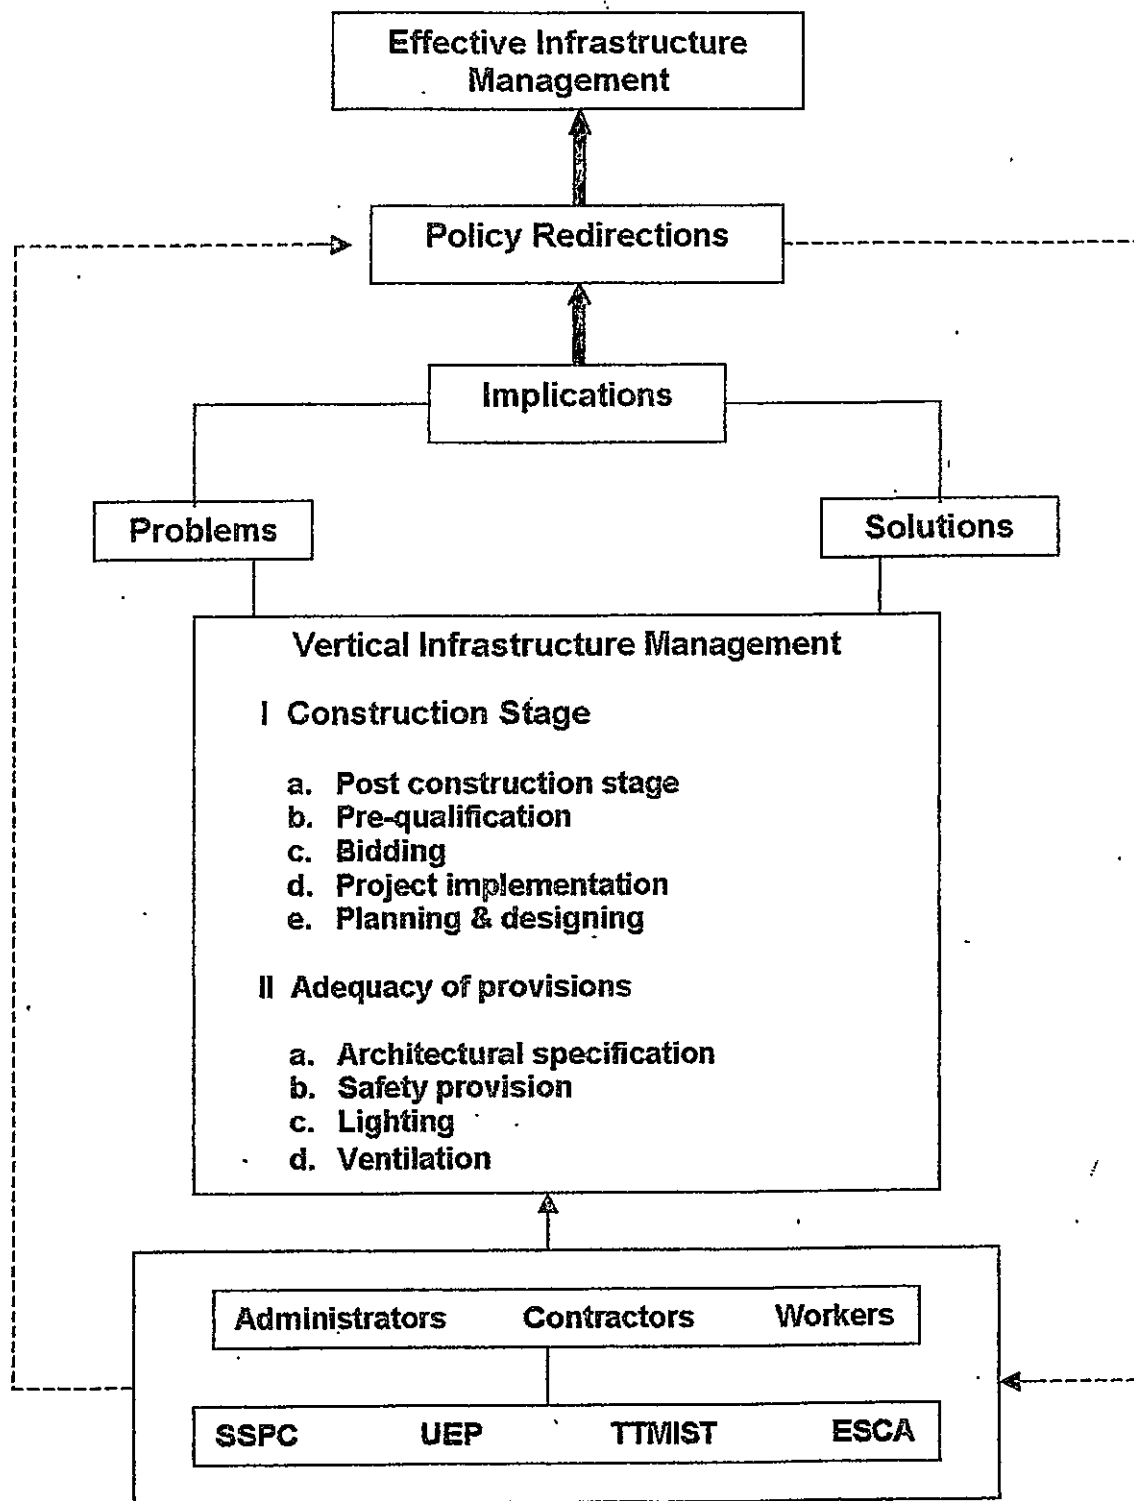 Effective Infrastructure
Management
Policy Redirections
Implications
Problems
Solutions
Vertical Infrastructure Management
I Construction Stage
a. Post construction stage
b. Pre-qualification
c. Bidding
d. Project implementation
e. Planning & designing
II Adequacy of provisions
a. Architectural specification
b. Safety provision
c. Lighting
d. Ventilation
Administrators Contractors Workers
SSPC UEP TTMIST ESCA